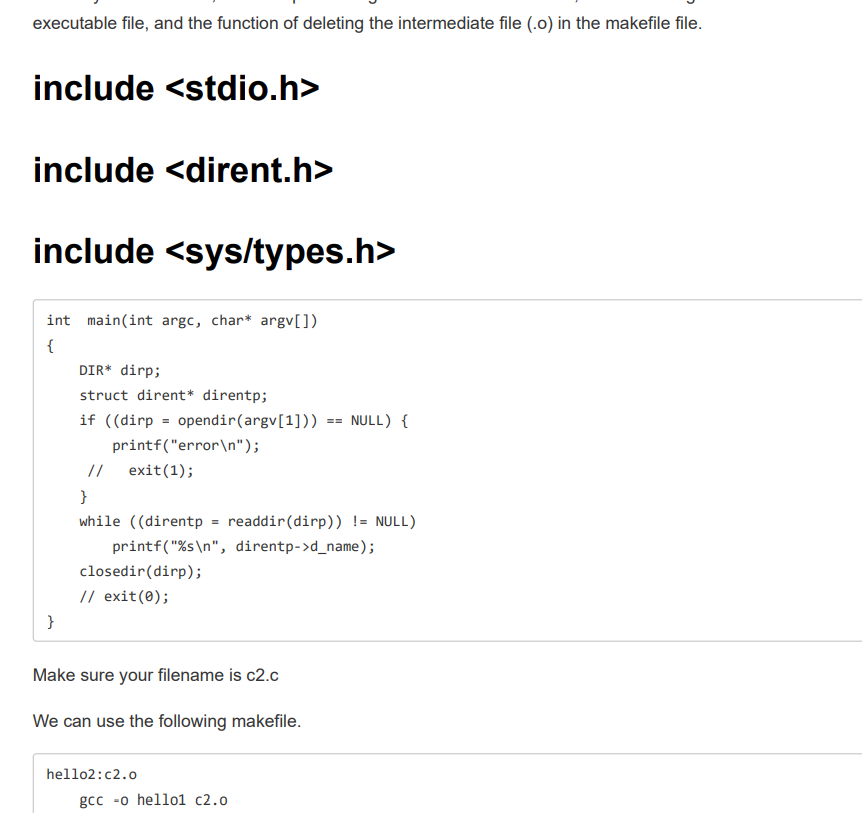 executable file, and the function of deleting the intermediate file (.o) in the makefile file.
include <stdio.h>
include <dirent.h>
include <sys/types.h>
int  main(int argc, char* argv[])
{
    DIR* dirp;
    struct dirent* direntp;
    if ((dirp = opendir(argv[1])) == NULL) {
        printf("error\n");
     //   exit(1);
    }
    while ((direntp = readdir(dirp)) != NULL)
        printf("%s\n", direntp->d_name);
    closedir(dirp);
    // exit(0);
}
Make sure your filename is c2.c
We can use the following makefile.
hello2:c2.o
    gcc -o hello1 c2.o